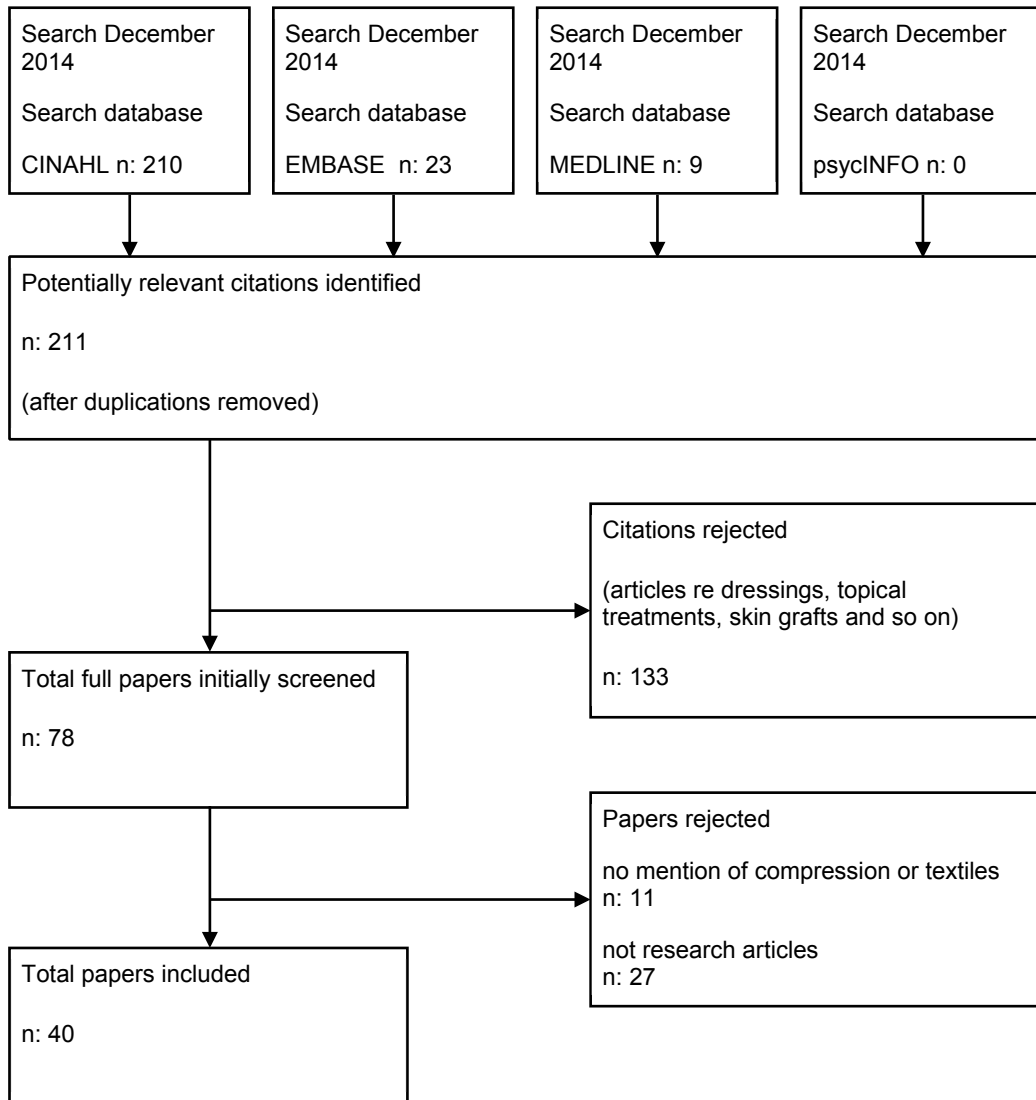 Search December
2014
Search database
CINAHL n: 210
Search December
2014
Search database
EMBASE n: 23
Search December
2014
Search database
MEDLINE n: 9
Search December
2014
Search database
psycINFO n: 0
Potentially relevant citations identified
n: 211
(after duplications removed)
Citations rejected
(articles re dressings, topical
treatments, skin grafts and so on)
n: 133
Total full papers initially screened
n: 78
Papers rejected
no mention of compression or textiles
n: 11
not research articles
n: 27
Total papers included
n: 40